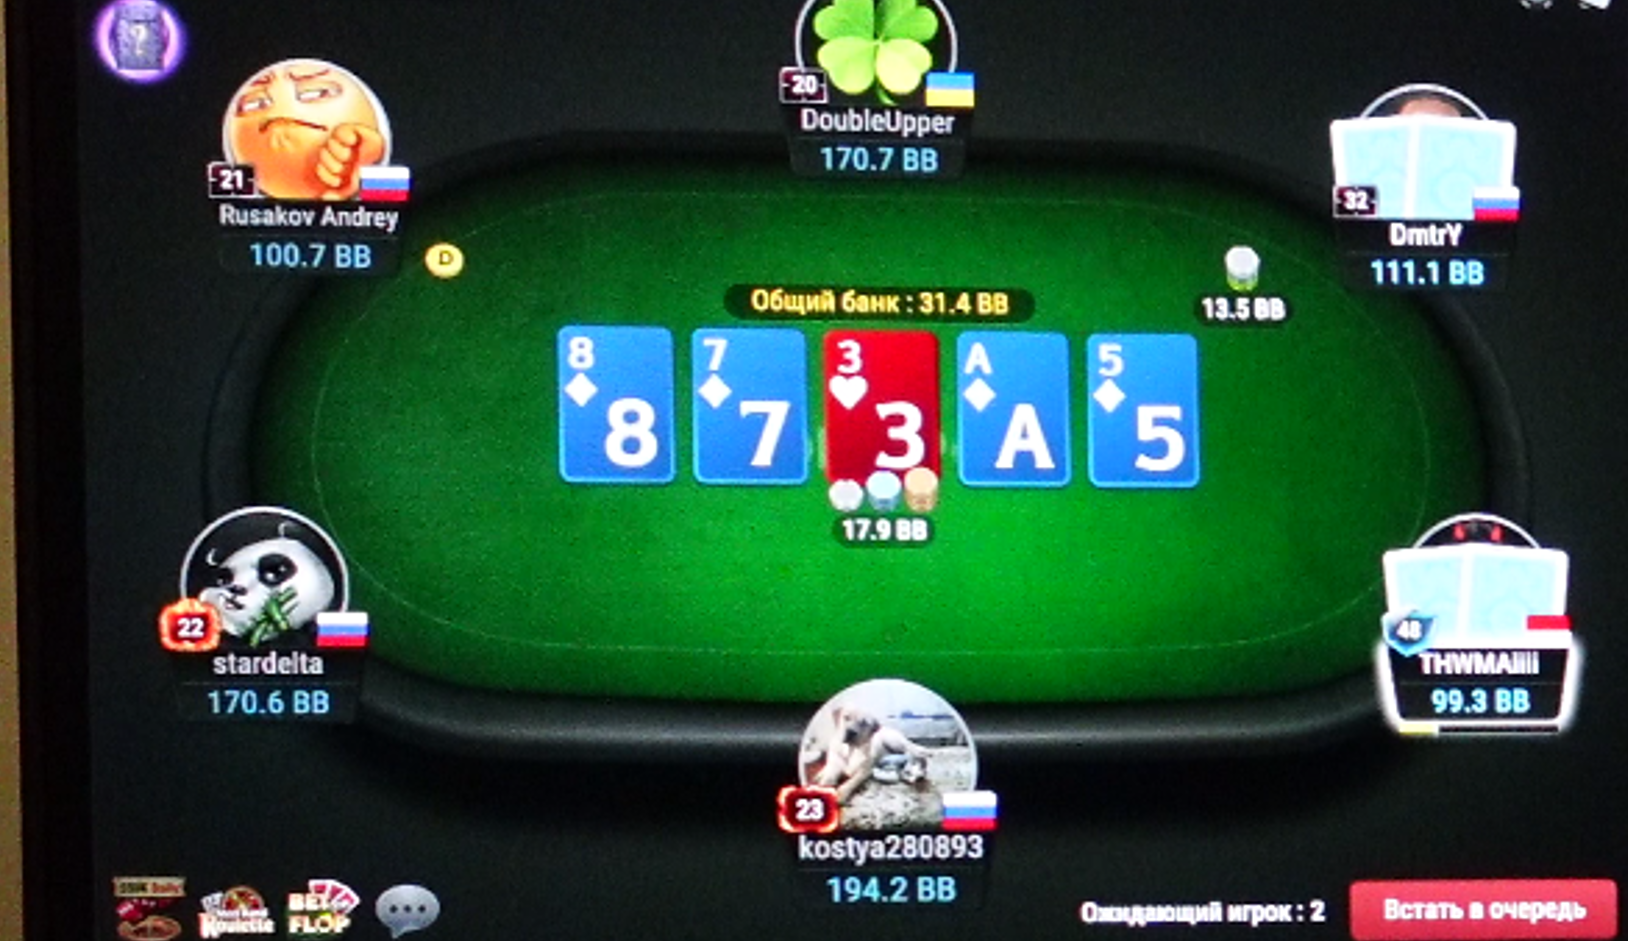 20
DoubleUpper
170.7 BB
21
Rusakov Andrey
100.7 BB
32
DmtrY
111.1 BB
D
Общий банк : 31.4 BB
13.5 BB
8 7 3 A 5
8 7 3 A 5
17.9 BB
22
stardelta
170.6 BB
48
THWMAliii
99.3 BB
23
kostya280893
194.2 BB
Roulette
BET
FLOP
Ожидающий игрок : 2
Встать в очередь